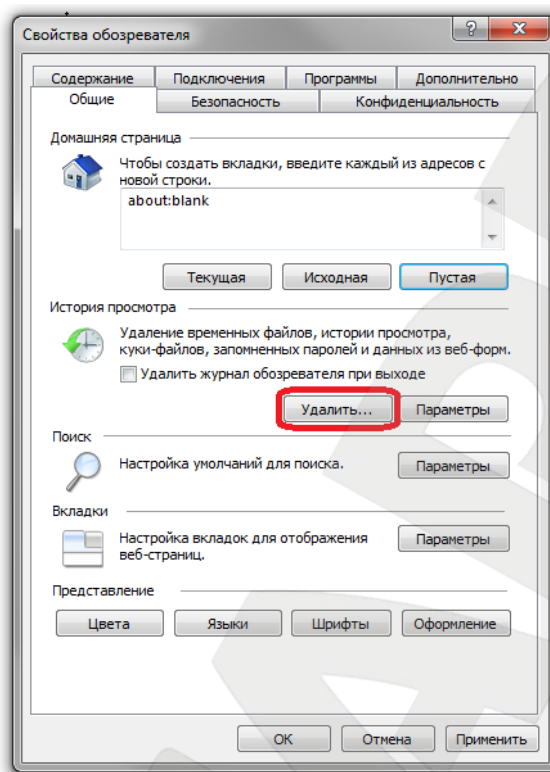 Свойства обозревателя
Содержание Подключения Программы Дополнительно
Общие Безопасность Конфиденциальность
Домашняя страница
Чтобы создать вкладки, введите каждый из адресов с
новой строки.
about:blank
Текущая Исходная Пустая
История просмотра
Удаление временных файлов, истории просмотра,
куки-файлов, запомненных паролей и данных из веб-форм.
Удалить журнал обозревателя при выходе
Удалить... Параметры
Поиск
Настройка умолчаний для поиска.
Параметры
Вкладки
Настройка вкладок для отображения
веб-страниц.
Параметры
Представление
Цвета Языки Шрифты Оформление
ОК Отмена Применить